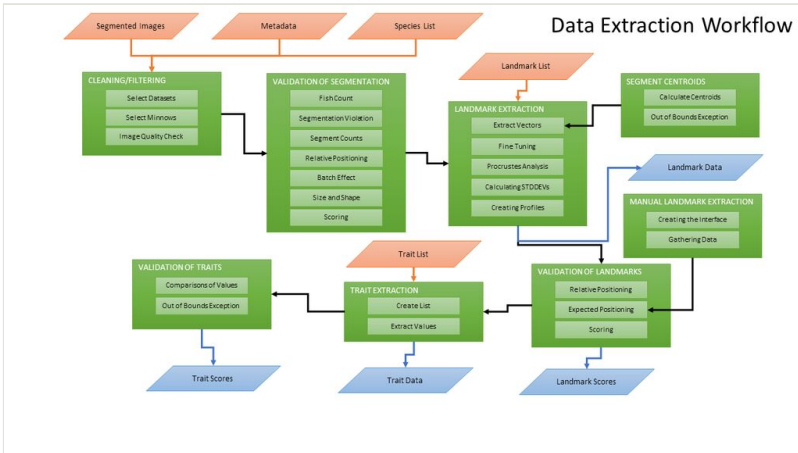 Data Extraction Workflow
Segmented Images
Metadata
Species List
CLEANING/FILTERING
Select Datasets
Select Minnows
Image Quality Check
VALIDATION OF SEGMENTATION
Fish Count
Segmentation Violation
Segment Counts
Relative Positioning
Batch Effect
Size and Shape
Scoring
Landmark List
LANDMARK EXTRACTION
Extract Vectors
Fine Tuning
Procrustes Analysis
Calculating STDDEVs
Creating Profiles
SEGMENT CENTROIDS
Calculate Centroids
Out of Bounds Exception
Landmark Data
MANUAL LANDMARK EXTRACTION
Creating the Interface
Gathering Data
VALIDATION OF LANDMARKS
Relative Positioning
Expected Positioning
Scoring
Landmark Scores
Trait List
TRAIT EXTRACTION
Create List
Extract Values
Trait Data
VALIDATION OF TRAITS
Comparisons of Values
Out of Bounds Exception
Trait Scores